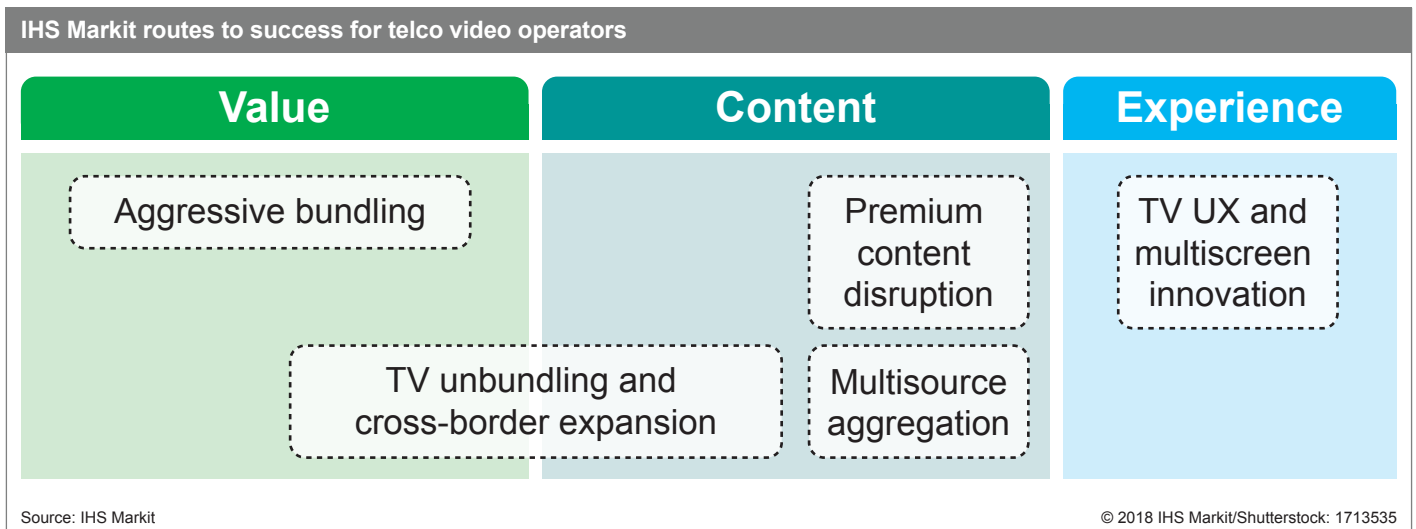 IHS Markit routes to success for telco video operators
Value
Content
Experience
Aggressive bundling
Premium
content
disruption
TV UX and
multiscreen
innovation
TV unbundling and
cross-border expansion
Multisource
aggregation
Source: IHS Markit
© 2018 IHS Markit/Shutterstock: 1713535